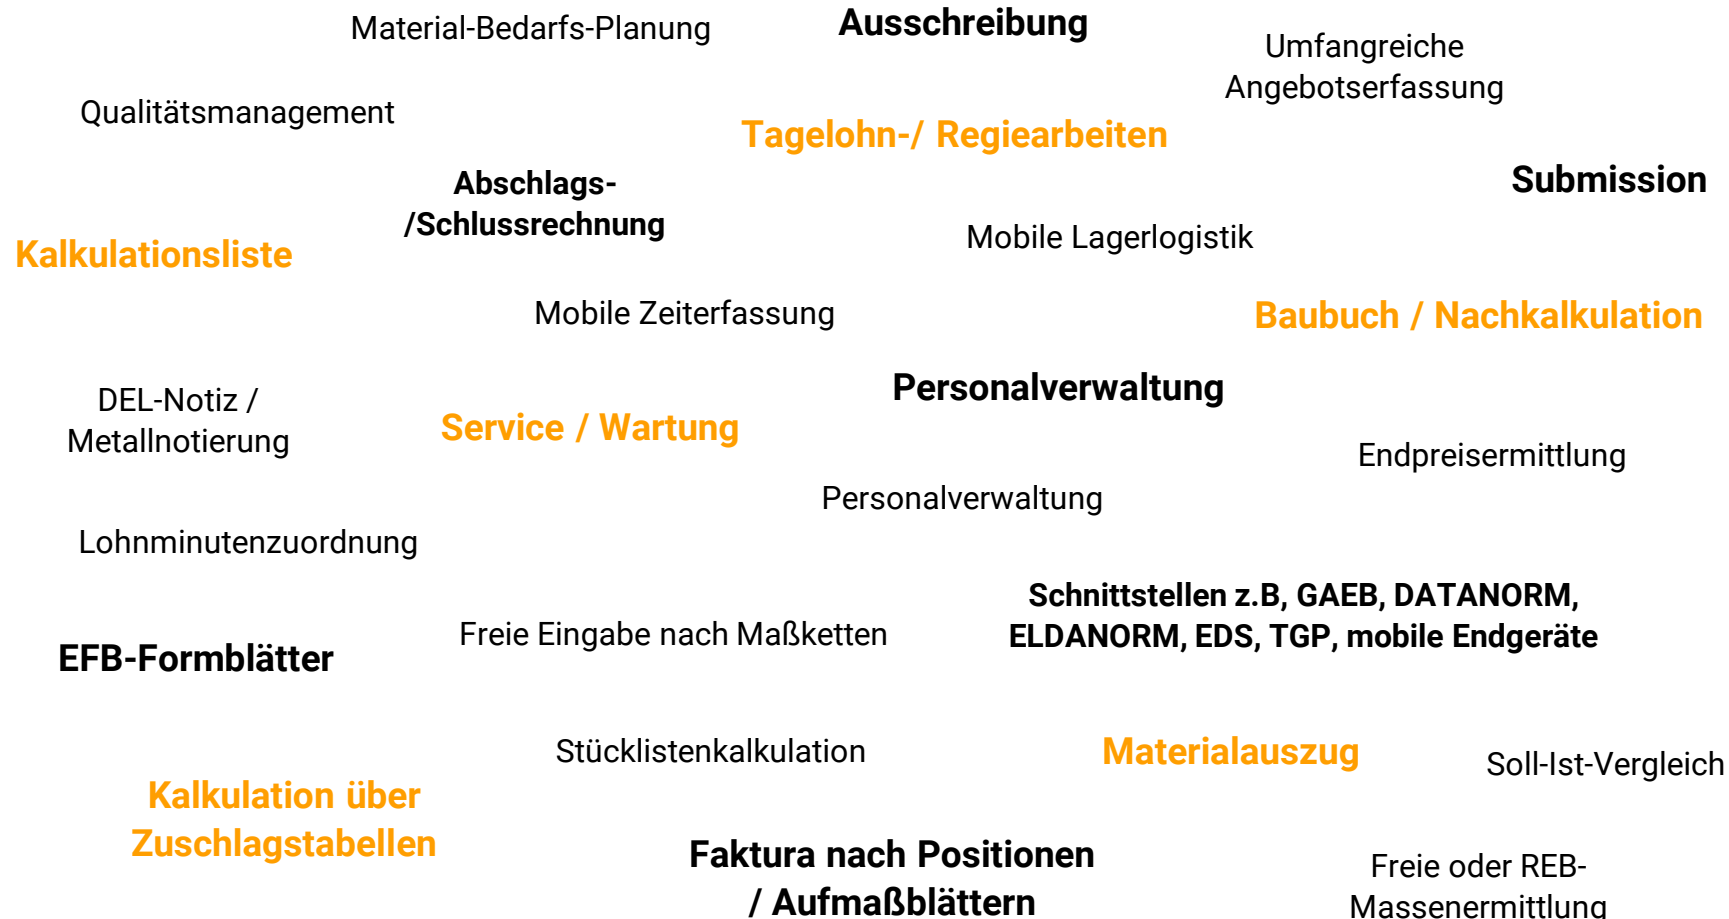 Material-Bedarfs-Planung
Ausschreibung
Umfangreiche
Angebotserfassung
Qualitätsmanagement
Tagelohn-/ Regiearbeiten
Abschlags-
/Schlussrechnung
Submission
Kalkulationsliste
Mobile Lagerlogistik
Mobile Zeiterfassung
Baubuch / Nachkalkulation
DEL-Notiz /
Metallnotierung
Service / Wartung
Personalverwaltung
Endpreisermittlung
Personalverwaltung
Lohnminutenzuordnung
Schnittstellen z.B, GAEB, DATANORM,
ELDANORM, EDS, TGP, mobile Endgeräte
EFB-Formblätter
Freie Eingabe nach Maßketten
Stücklistenkalkulation
Materialauszug
Soll-Ist-Vergleich
Kalkulation über
Zuschlagstabellen
Faktura nach Positionen
/ Aufmaßblättern
Freie oder REB-
Massenermittlung